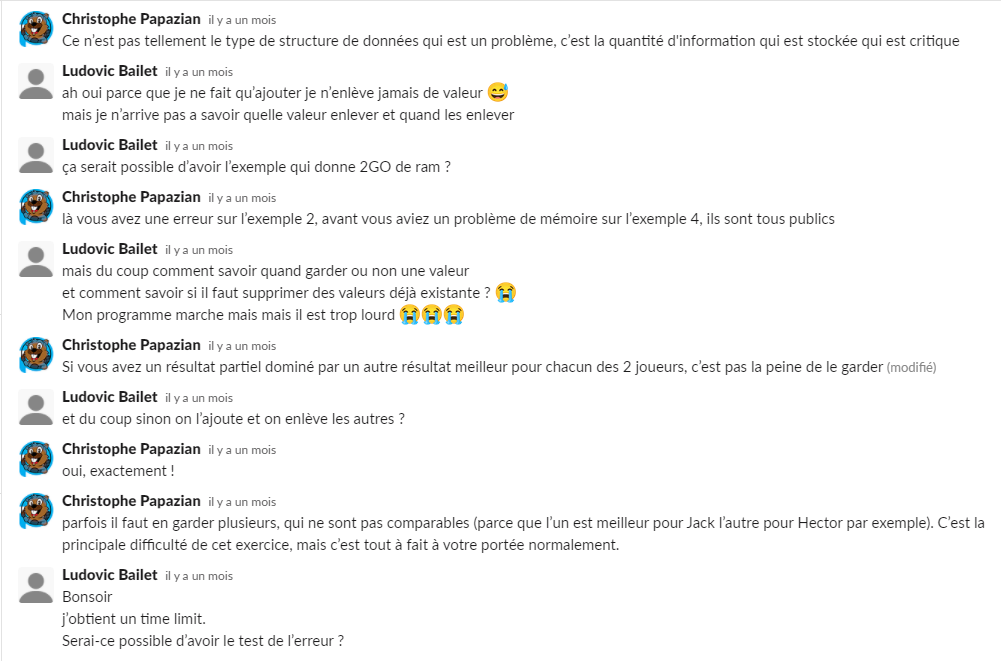 Christophe Papazian il y a un mois
Ce n'est pas tellement le type de structure de données qui est un problème, c'est la quantité d'information qui est stockée qui est critique
Ludovic Bailet il y a un mois
ah oui parce que je ne fait qu'ajouter je n'enlève jamais de valeur 😅
mais je n'arrive pas a savoir quelle valeur enlever et quand les enlever
Ludovic Bailet il y a un mois
ça serait possible d'avoir l'exemple qui donne 2GO de ram ?
Christophe Papazian il y a un mois
là vous avez une erreur sur l'exemple 2, avant vous aviez un problème de mémoire sur l'exemple 4, ils sont tous publics
Ludovic Bailet il y a un mois
mais du coup comment savoir quand garder ou non une valeur
et comment savoir si il faut supprimer des valeurs déjà existante ? 😭
Mon programme marche mais mais il est trop lourd 😭😭😭
Christophe Papazian il y a un mois
Si vous avez un résultat partiel dominé par un autre résultat meilleur pour chacun des 2 joueurs, c'est pas la peine de le garder (modifié)
Ludovic Bailet il y a un mois
et du coup sinon on l'ajoute et on enlève les autres ?
Christophe Papazian il y a un mois
oui, exactement !
Christophe Papazian il y a un mois
parfois il faut en garder plusieurs, qui ne sont pas comparables (parce que l'un est meilleur pour Jack l'autre pour Hector par exemple). C'est la
principale difficulté de cet exercice, mais c'est tout à fait à votre portée normalement.
Ludovic Bailet il y a un mois
Bonsoir
j'obtient un time limit.
Serai-ce possible d'avoir le test de l'erreur ?